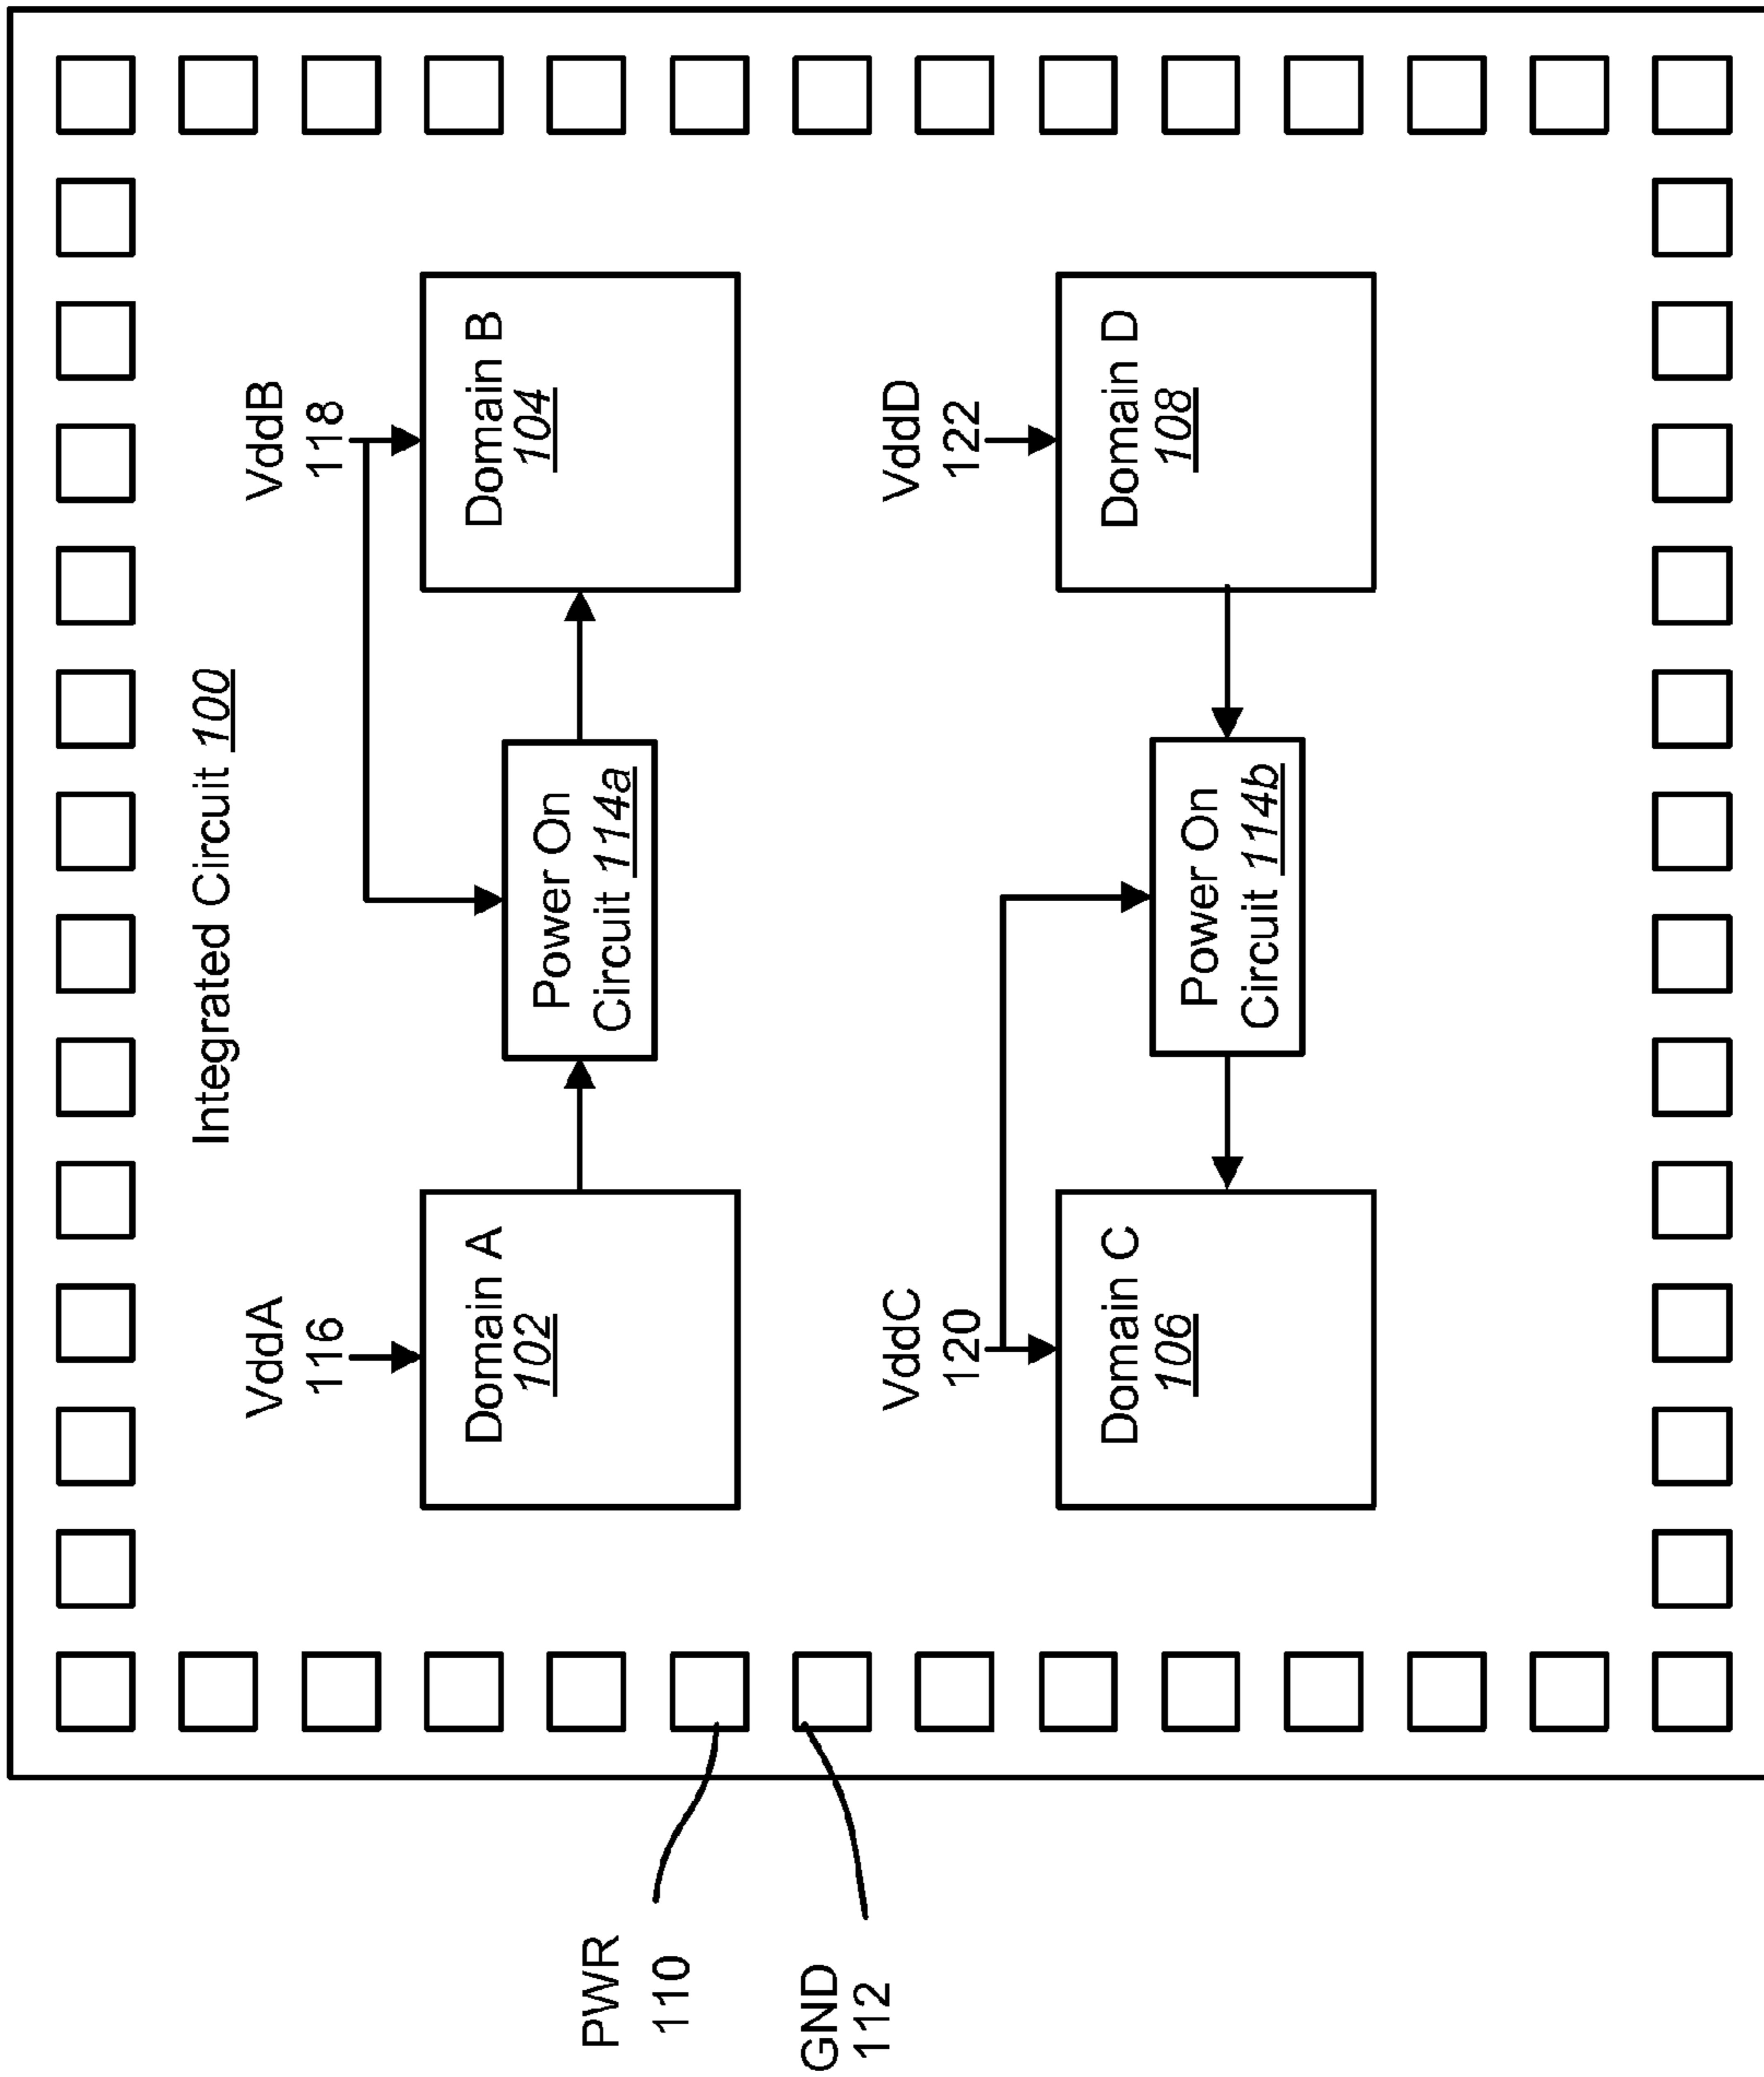 Integrated Circuit 100
VddA
116
VddB
118
Domain A
102
Power On
Circuit 114a
Domain B
104
PWR
110
GND
112
VddC
120
VddD
122
Domain C
106
Power On
Circuit 114b
Domain D
108